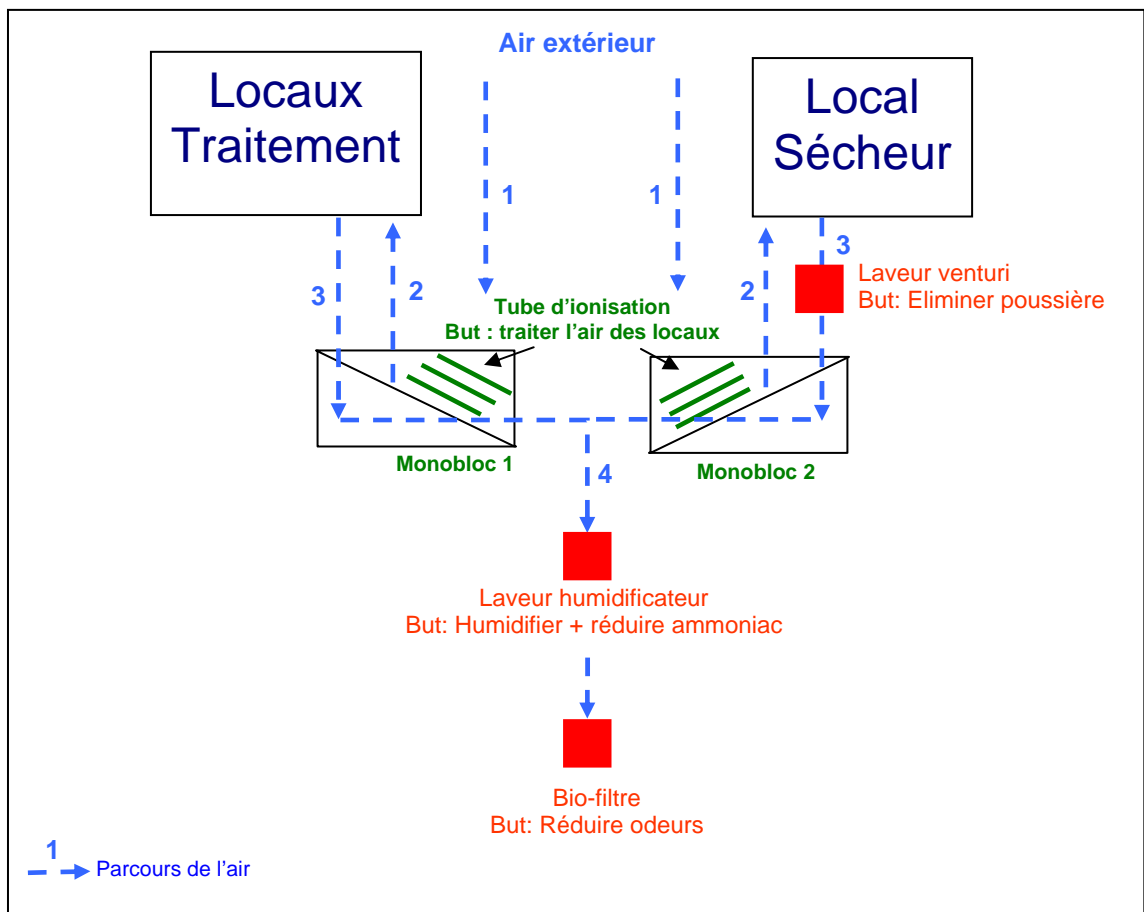 Air extérieur
Locaux
Traitement
Local
Sécheur
1
1
3
2
2
3
Laveur venturi
But: Eliminer poussière
Tube d'ionisation
But : traiter l'air des locaux
Monobloc 1
Monobloc 2
4
Laveur humidificateur
But: Humidifier + réduire ammoniac
Bio-filtre
But: Réduire odeurs
1
Parcours de l'air